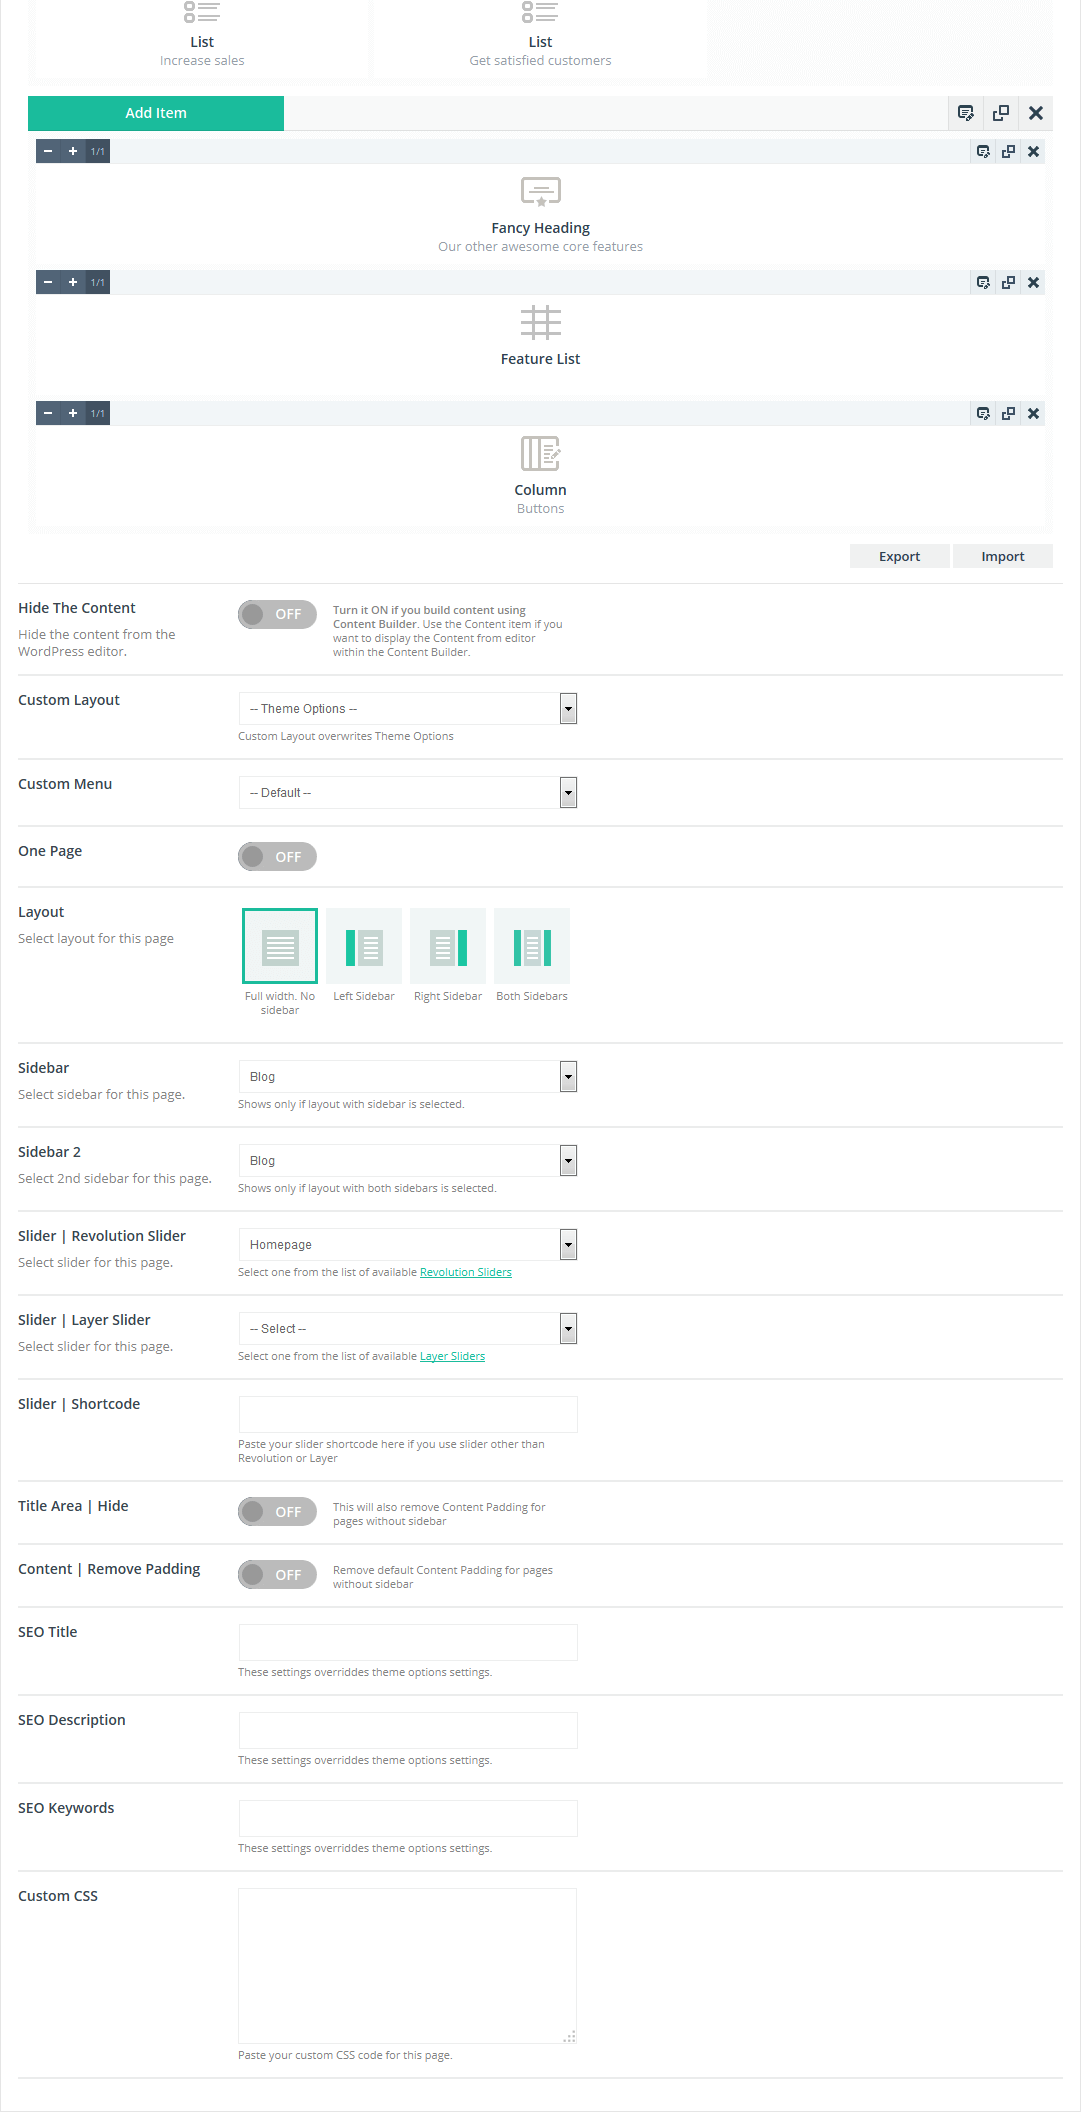 List
Increase sales
List
Get satisfied customers
Add Item
1/1
Fancy Heading
Our other awesome core features
1/1
Feature List
1/1
Column
Buttons
Export
Import
Hide The Content
Hide the content from the
WordPress editor.
OFF
Turn it ON if you build content using
Content Builder. Use the Content item if you
want to display the Content from editor
within the Content Builder.
Custom Layout
-- Theme Options --
Custom Layout overwrites Theme Options
Custom Menu
-- Default --
One Page
OFF
Layout
Select layout for this page
Full width. No
sidebar
Left Sidebar
Right Sidebar
Both Sidebars
Sidebar
Select sidebar for this page.
Blog
Shows only if layout with sidebar is selected.
Sidebar 2
Select 2nd sidebar for this page.
Blog
Shows only if layout with both sidebars is selected.
Slider | Revolution Slider
Select slider for this page.
Homepage
Select one from the list of available Revolution Sliders
Slider | Layer Slider
Select slider for this page.
-- Select --
Select one from the list of available Layer Sliders
Slider | Shortcode
Paste your slider shortcode here if you use slider other than
Revolution or Layer
Title Area | Hide
OFF
This will also remove Content Padding for
pages without sidebar
Content | Remove Padding
OFF
Remove default Content Padding for pages
without sidebar
SEO Title
These settings overriddes theme options settings.
SEO Description
These settings overriddes theme options settings.
SEO Keywords
These settings overriddes theme options settings.
Custom CSS
Paste your custom CSS code for this page.